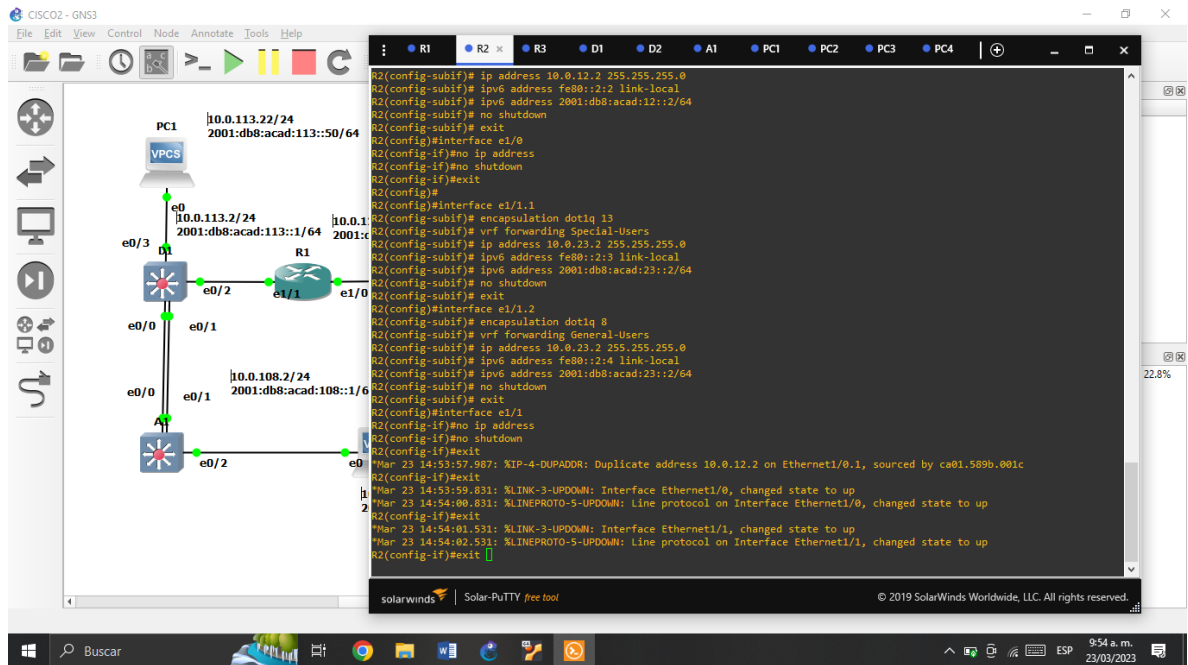 CISCO2 - GNS3
File Edit View Control Node Annotate Tools Help
R1 R2 × R3 D1 D2 A1 PC1 PC2 PC3 PC4
PC1
10.0.113.22/24
2001:db8:acad:113::50/64
VPCS
e0
10.0.113.2/24
2001:db8:acad:113::1/64
10.0.1
2001:c
e0/3
D1
R1
e0/2
e1/1
e1/0
e0/0
e0/1
10.0.108.2/24
2001:db8:acad:108::1/6
e0/0
e0/1
A1
e0/2
e0
R2(config-subif)# ip address 10.0.12.2 255.255.255.0
R2(config-subif)# ipv6 address fe80::2:2 link-local
R2(config-subif)# ipv6 address 2001:db8:acad:12::2/64
R2(config-subif)# no shutdown
R2(config-subif)# exit
R2(config)#interface e1/0
R2(config-if)#no ip address
R2(config-if)#no shutdown
R2(config-if)#exit
R2(config)#
R2(config)#interface e1/1.1
R2(config-subif)# encapsulation dot1q 13
R2(config-subif)# vrf forwarding Special-Users
R2(config-subif)# ip address 10.0.23.2 255.255.255.0
R2(config-subif)# ipv6 address fe80::2:3 link-local
R2(config-subif)# ipv6 address 2001:db8:acad:23::2/64
R2(config-subif)# no shutdown
R2(config-subif)# exit
R2(config)#interface e1/1.2
R2(config-subif)# encapsulation dot1q 8
R2(config-subif)# vrf forwarding General-Users
R2(config-subif)# ip address 10.0.23.2 255.255.255.0
R2(config-subif)# ipv6 address fe80::2:4 link-local
R2(config-subif)# ipv6 address 2001:db8:acad:23::2/64
R2(config-subif)# no shutdown
R2(config-subif)# exit
R2(config)#interface e1/1
R2(config-if)#no ip address
R2(config-if)#no shutdown
R2(config-if)#exit
*Mar 23 14:53:57.987: %IP-4-DUPADDR: Duplicate address 10.0.12.2 on Ethernet1/0.1, sourced by ca01.589b.001c
R2(config-if)#exit
*Mar 23 14:53:59.831: %LINK-3-UPDOWN: Interface Ethernet1/0, changed state to up
*Mar 23 14:54:00.831: %LINEPROTO-5-UPDOWN: Line protocol on Interface Ethernet1/0, changed state to up
R2(config-if)#exit
*Mar 23 14:54:01.531: %LINK-3-UPDOWN: Interface Ethernet1/1, changed state to up
*Mar 23 14:54:02.531: %LINEPROTO-5-UPDOWN: Line protocol on Interface Ethernet1/1, changed state to up
R2(config-if)#exit
22.8%
solarwinds Solar-PuTTY free tool © 2019 SolarWinds Worldwide, LLC. All rights reserved.
Buscar
ESP
9:54 a. m.
23/03/2023